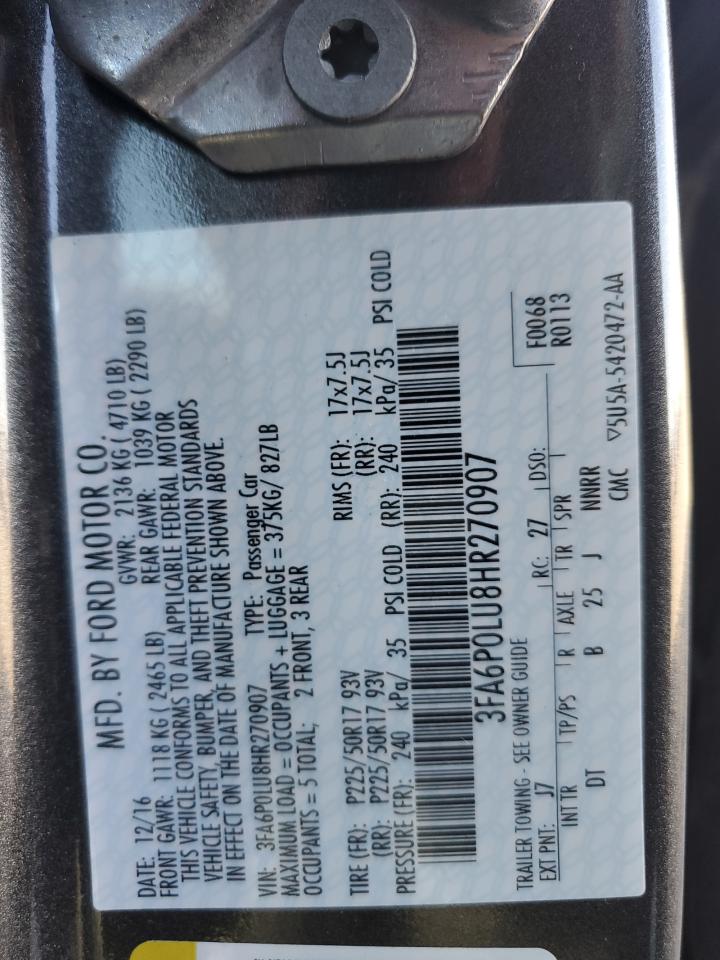 MFD. BY FORD MOTOR CO.
DATE: 12/16 GVWR: 2136 KG ( 4710 LB)
FRONT GAWR: 1118 KG ( 2465 LB) REAR GAWR: 1039 KG ( 2290 LB)
THIS VEHICLE CONFORMS TO ALL APPLICABLE FEDERAL MOTOR
VEHICLE SAFETY, BUMPER, AND THEFT PREVENTION STANDARDS
IN EFFECT ON THE DATE OF MANUFACTURE SHOWN ABOVE.
VIN: 3FA6P0LU8HR270907 TYPE: Passenger Car
MAXIMUM LOAD = OCCUPANTS + LUGGAGE = 375KG/ 827LB
OCCUPANTS = 5 TOTAL; 2 FRONT, 3 REAR
TIRE (FR): P225/50R17 93V RIMS (FR): 17x7.5J
(RR): P225/50R17 93V (RR): 17x7.5J
PRESSURE (FR): 240 kPa/ 35 PSI COLD (RR): 240 kPa/ 35 PSI COLD
3FA6P0LU8HR270907
TRAILER TOWING - SEE OWNER GUIDE F0068
EXT PNT: J7 RC: 27 DSO: R0113
INT TR TP/PS R AXLE TR SPR
DT B 25 J NNRR
CMC ▽5U5A-5420472-AA